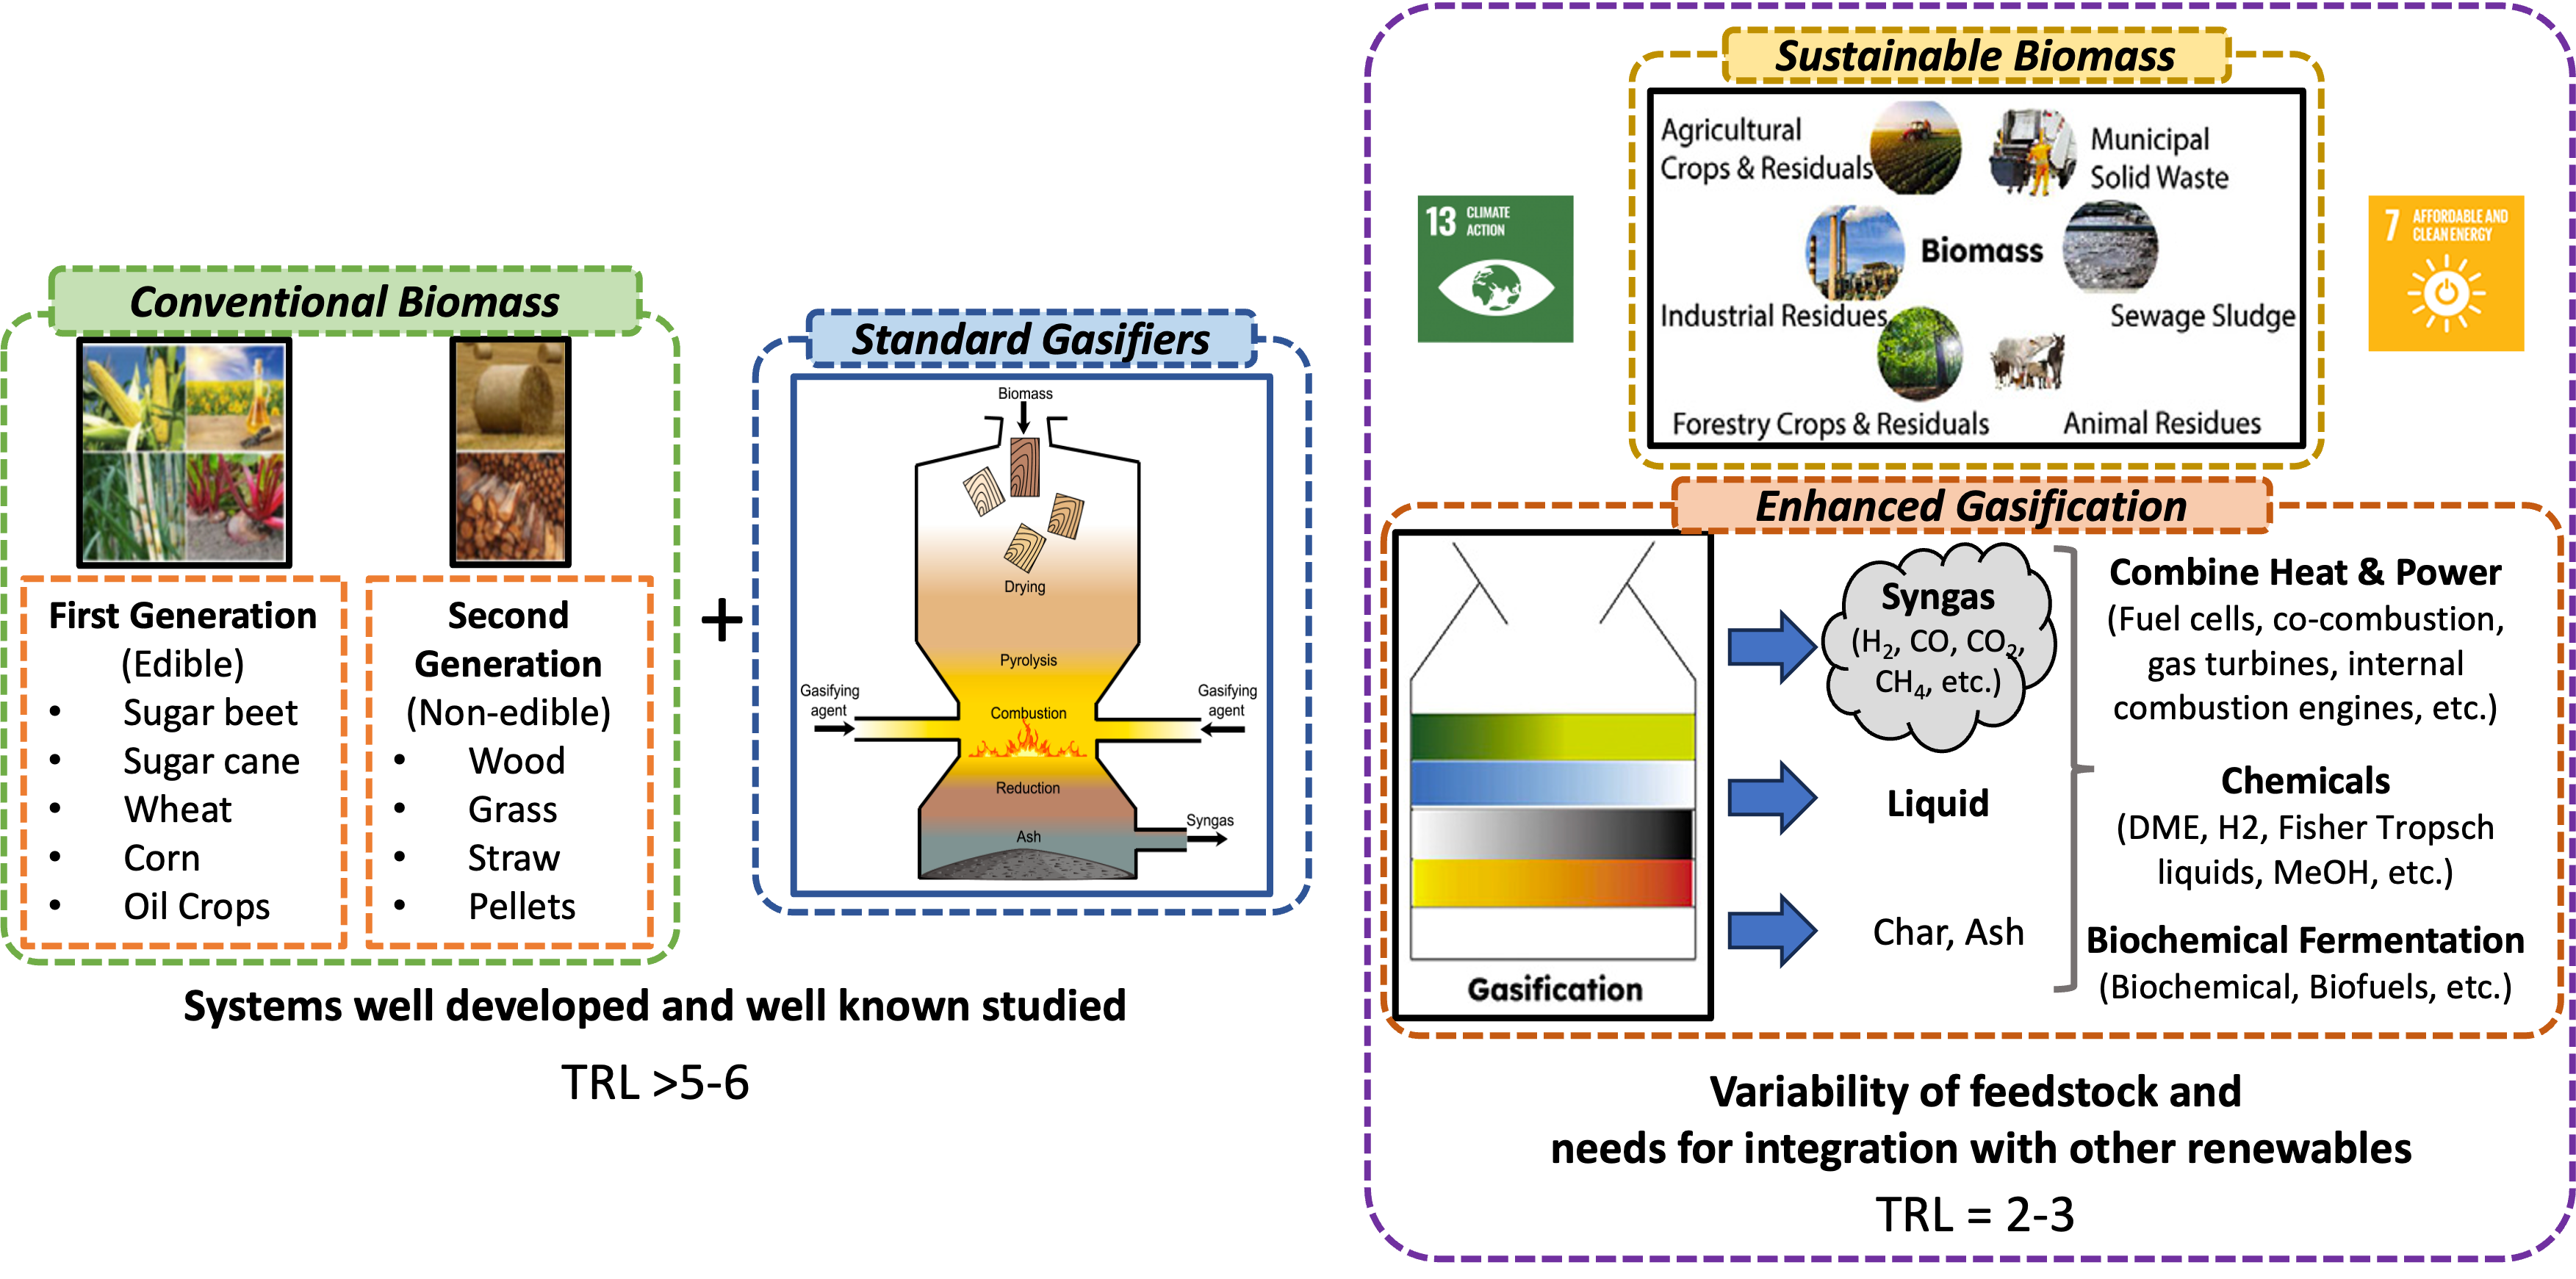 Conventional Biomass
First Generation
(Edible)
• Sugar beet
• Sugar cane
• Wheat
• Corn
• Oil Crops
Second
Generation
(Non-edible)
• Wood
• Grass
• Straw
• Pellets
+
Standard Gasifiers
Biomass
Drying
Pyrolysis
Gasifying
agent
Combustion
Gasifying
agent
Reduction
Ash
Syngas
Systems well developed and well known studied
TRL >5-6
Sustainable Biomass
Agricultural
Crops & Residuals
Municipal
Solid Waste
Biomass
Industrial Residues
Sewage Sludge
Forestry Crops & Residuals
Animal Residues
13 CLIMATE
ACTION
7 AFFORDABLE AND
CLEAN ENERGY
Enhanced Gasification
Gasification
Syngas
(H₂, CO, CO₂,
CH₄, etc.)
Liquid
Char, Ash
Combine Heat & Power
(Fuel cells, co-combustion,
gas turbines, internal
combustion engines, etc.)
Chemicals
(DME, H2, Fisher Tropsch
liquids, MeOH, etc.)
Biochemical Fermentation
(Biochemical, Biofuels, etc.)
Variability of feedstock and
needs for integration with other renewables
TRL = 2-3